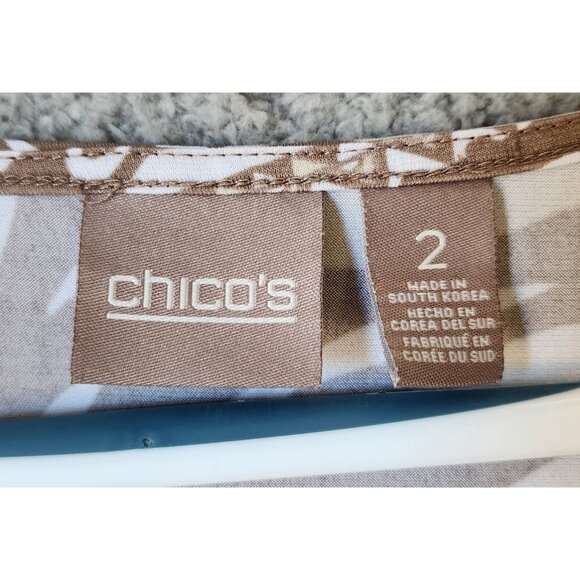 chico's
2
MADE IN
SOUTH KOREA
HECHO EN
COREA DEL SUR
FABRIQUÉ EN
CORÉE DU SUD